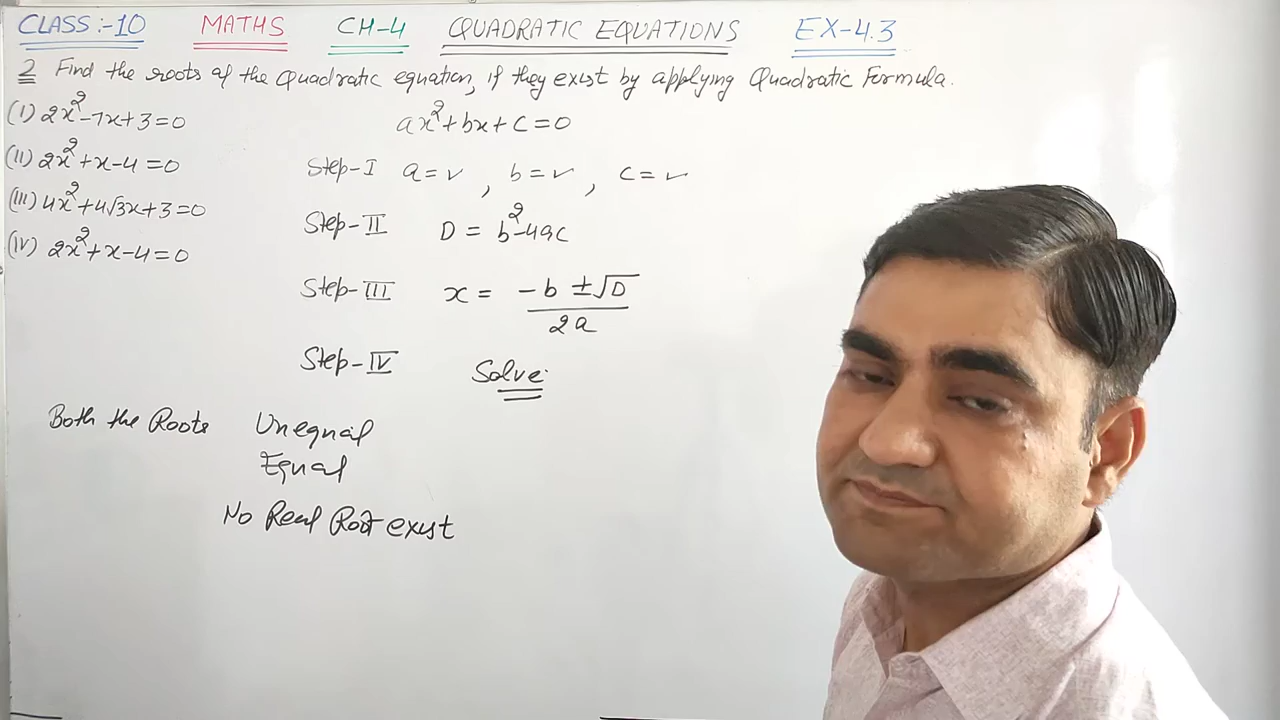 CLASS:-10 MATHS CH-4 QUADRATIC EQUATIONS EX-4.3
2 Find the roots of the Quadratic equation, if they exist by applying Quadratic Formula.
(I) 2x²-7x+3=0
(II) 2x²+x-4=0
(III) 4x²+4√3x+3=0
(IV) 2x²+x-4=0
ax²+bx+c=0
Step-I a=✓, b=✓, c=✓
Step-II D = b²-4ac
Step-III x = -b ±√D / 2a
Step-IV Solve
Both the Roots Unequal
Equal
No Real Root exist